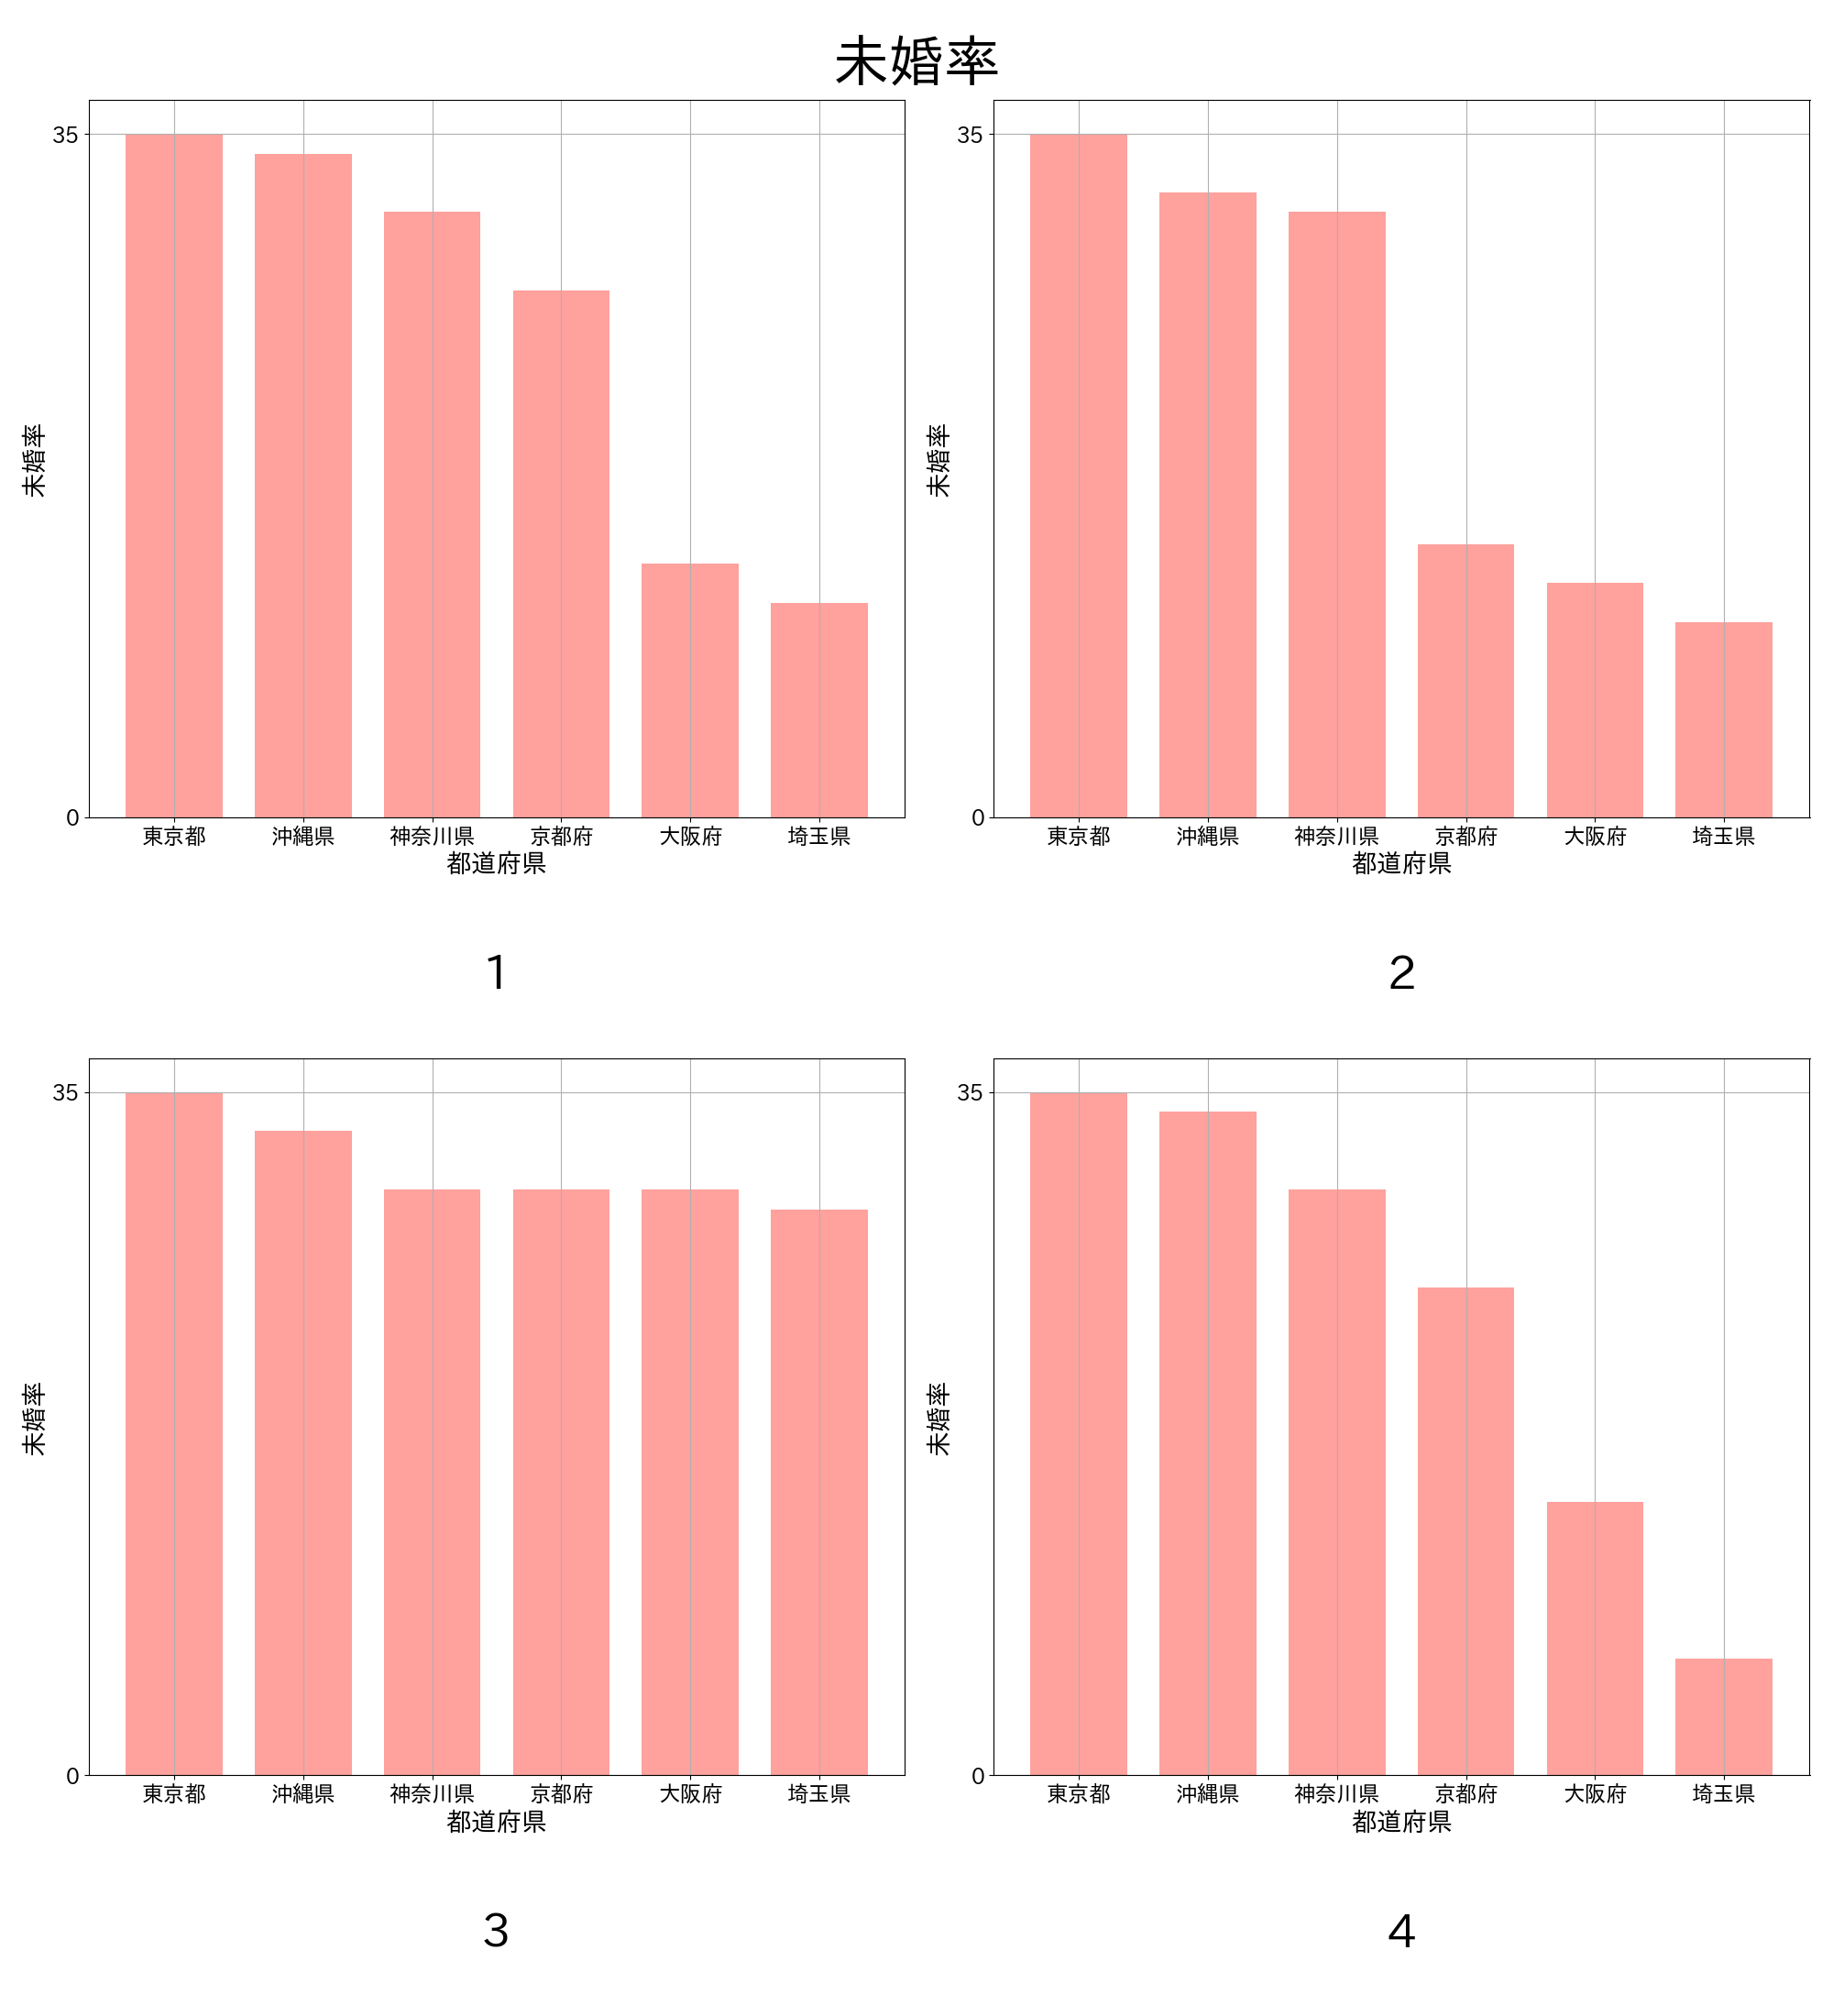 未婚率
35
0
未婚率
東京都 沖縄県 神奈川県 京都府 大阪府 埼玉県
都道府県
1
35
0
未婚率
東京都 沖縄県 神奈川県 京都府 大阪府 埼玉県
都道府県
2
35
0
未婚率
東京都 沖縄県 神奈川県 京都府 大阪府 埼玉県
都道府県
3
35
0
未婚率
東京都 沖縄県 神奈川県 京都府 大阪府 埼玉県
都道府県
4